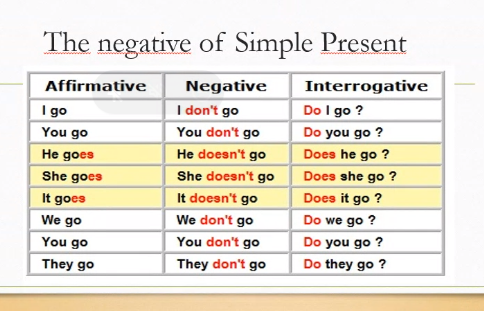 The negative of Simple Present
Affirmative Negative Interrogative
I go I don't go Do I go ?
You go You don't go Do you go ?
He goes He doesn't go Does he go ?
She goes She doesn't go Does she go ?
It goes It doesn't go Does it go ?
We go We don't go Do we go ?
You go You don't go Do you go ?
They go They don't go Do they go ?